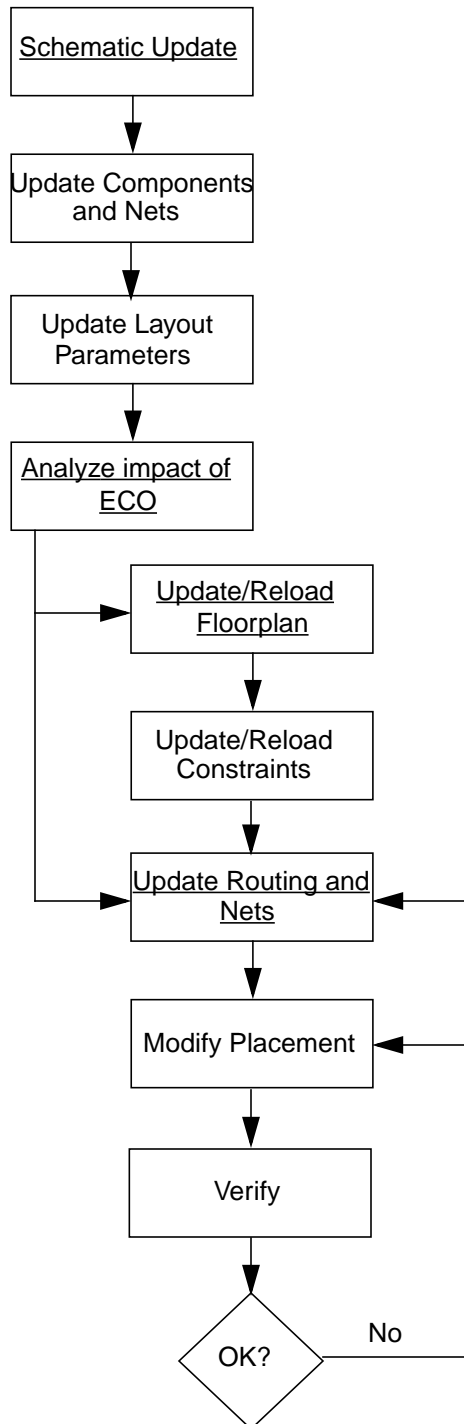 Schematic Update
Update Components
and Nets
Update Layout
Parameters
Analyze impact of
ECO
Update/Reload
Floorplan
Update/Reload
Constraints
Update Routing and
Nets
Modify Placement
Verify
OK?
No